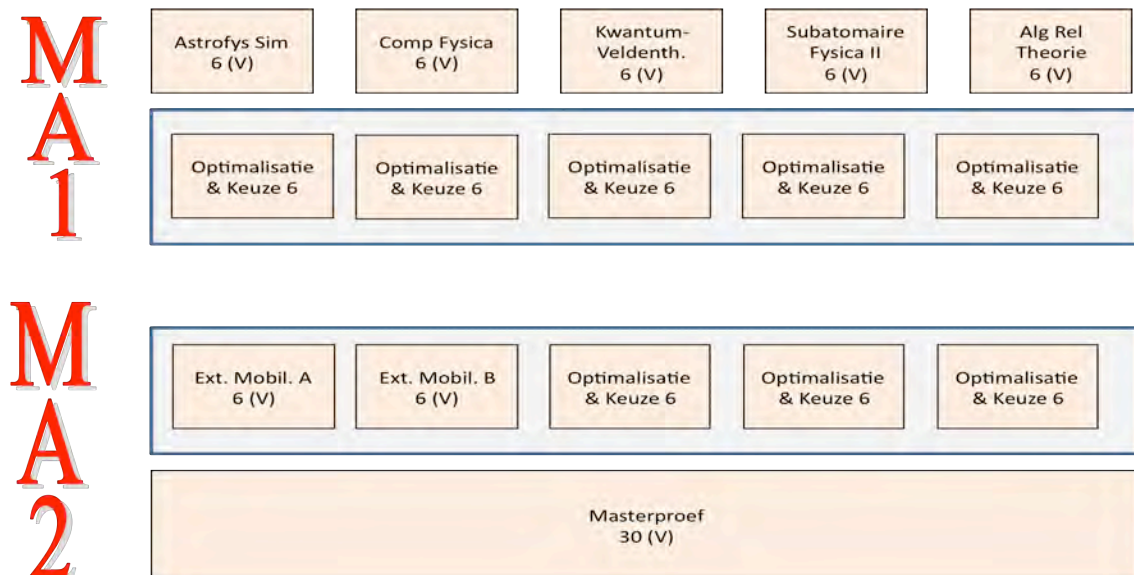 MA1
Astrofys Sim
6 (V)
Comp Fysica
6 (V)
Kwantum-
Veldenth.
6 (V)
Subatomaire
Fysica II
6 (V)
Alg Rel
Theorie
6 (V)
Optimalisatie
& Keuze 6
Optimalisatie
& Keuze 6
Optimalisatie
& Keuze 6
Optimalisatie
& Keuze 6
Optimalisatie
& Keuze 6
MA2
Ext. Mobil. A
6 (V)
Ext. Mobil. B
6 (V)
Optimalisatie
& Keuze 6
Optimalisatie
& Keuze 6
Optimalisatie
& Keuze 6
Masterproef
30 (V)